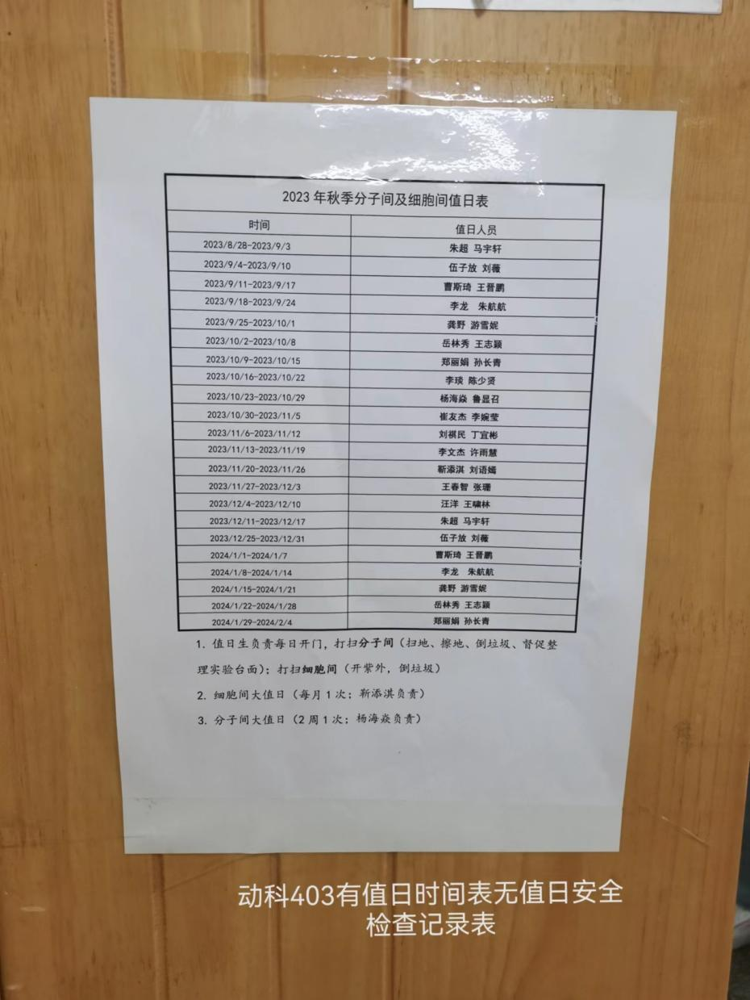 2023年秋季分子间及细胞间值日表
时间 值日人员
2023/8/28-2023/9/3 朱超 马宇轩
2023/9/4-2023/9/10 伍子放 刘薇
2023/9/11-2023/9/17 曹斯琦 王晋鹏
2023/9/18-2023/9/24 李龙 朱航航
2023/9/25-2023/10/1 龚野 游雪妮
2023/10/2-2023/10/8 岳林秀 王志颖
2023/10/9-2023/10/15 郑丽娟 孙长青
2023/10/16-2023/10/22 李琰 陈少贤
2023/10/23-2023/10/29 杨海焱 鲁显召
2023/10/30-2023/11/5 崔友杰 李婉莹
2023/11/6-2023/11/12 刘祺民 丁宜彬
2023/11/13-2023/11/19 李文杰 许雨慧
2023/11/20-2023/11/26 靳添淇 刘语嫣
2023/11/27-2023/12/3 王春智 张珊
2023/12/4-2023/12/10 汪洋 王啸林
2023/12/11-2023/12/17 朱超 马宇轩
2023/12/25-2023/12/31 伍子放 刘薇
2024/1/1-2024/1/7 曹斯琦 王晋鹏
2024/1/8-2024/1/14 李龙 朱航航
2024/1/15-2024/1/21 龚野 游雪妮
2024/1/22-2024/1/28 岳林秀 王志颖
2024/1/29-2024/2/4 郑丽娟 孙长青
1. 值日生负责每日开门，打扫分子间（扫地、擦地、倒垃圾、督促整
理实验台面）；打扫细胞间（开紫外，倒垃圾）
2. 细胞间大值日（每月1次；靳添淇负责）
3. 分子间大值日（2周1次；杨海焱负责）
动科403有值日时间表无值日安全
检查记录表